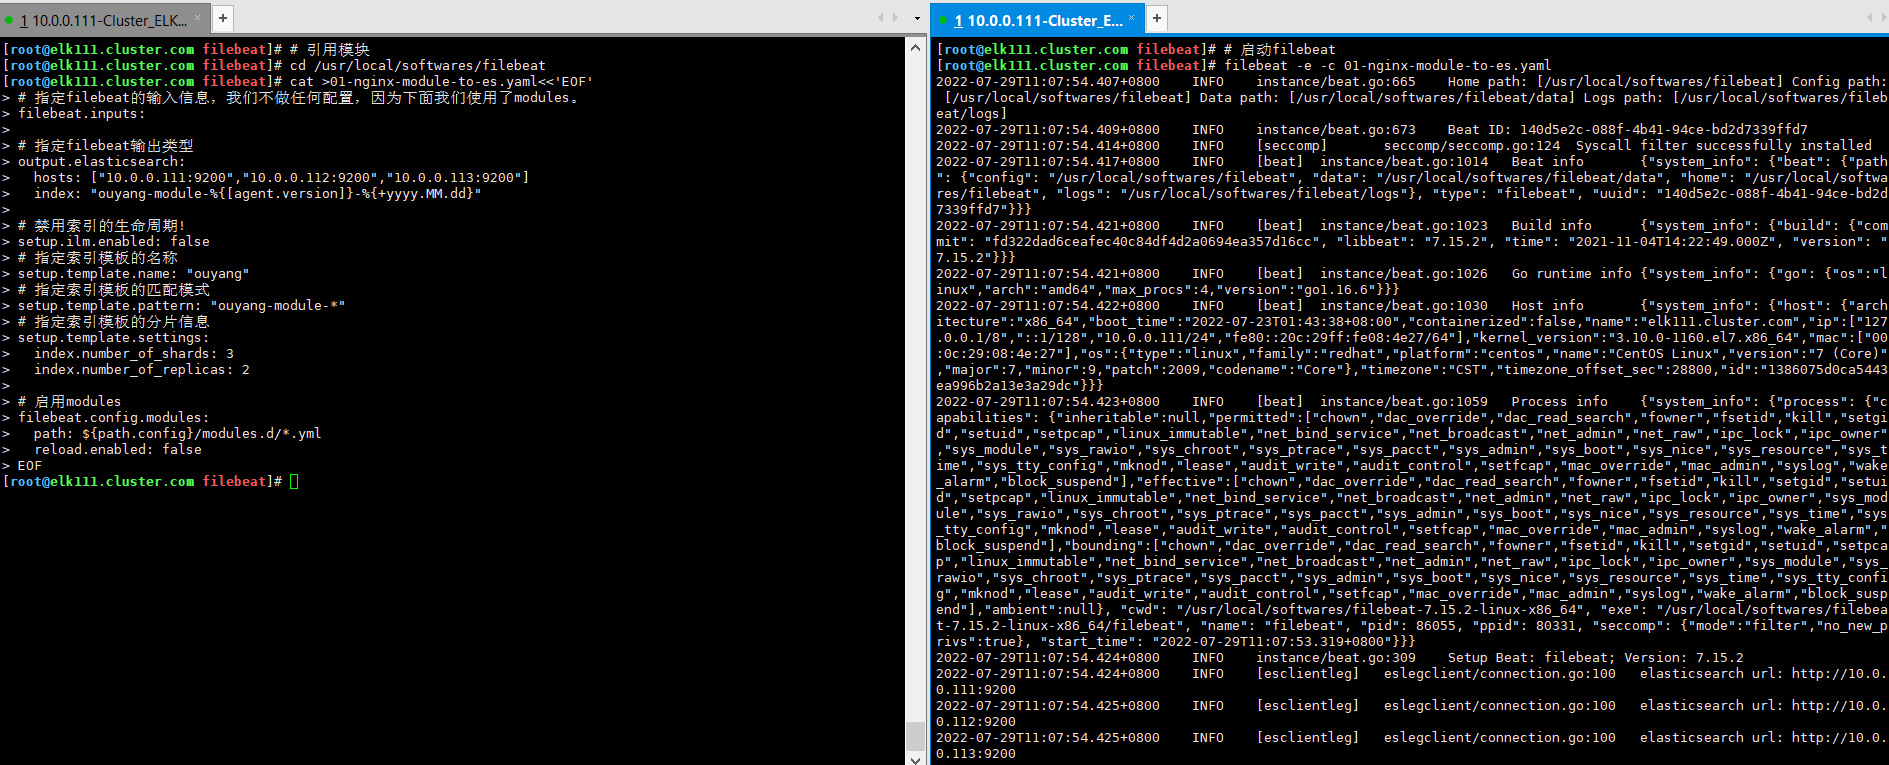 1 10.0.0.111-Cluster_ELK... × +
[root@elk111.cluster.com filebeat]# # 引用模块
[root@elk111.cluster.com filebeat]# cd /usr/local/softwares/filebeat
[root@elk111.cluster.com filebeat]# cat >01-nginx-module-to-es.yaml<<'EOF'
> # 指定filebeat的输入信息，我们不做任何配置，因为下面我们使用了modules。
> filebeat.inputs:
>
> # 指定filebeat输出类型
> output.elasticsearch:
>   hosts: ["10.0.0.111:9200","10.0.0.112:9200","10.0.0.113:9200"]
>   index: "ouyang-module-%{[agent.version]}-%{+yyyy.MM.dd}"
>
> # 禁用索引的生命周期!
> setup.ilm.enabled: false
> # 指定索引模板的名称
> setup.template.name: "ouyang"
> # 指定索引模板的匹配模式
> setup.template.pattern: "ouyang-module-*"
> # 指定索引模板的分片信息
> setup.template.settings:
>   index.number_of_shards: 3
>   index.number_of_replicas: 2
>
> # 启用modules
> filebeat.config.modules:
>   path: ${path.config}/modules.d/*.yml
>   reload.enabled: false
> EOF
[root@elk111.cluster.com filebeat]#
1 10.0.0.111-Cluster_E... × +
[root@elk111.cluster.com filebeat]# # 启动filebeat
[root@elk111.cluster.com filebeat]# filebeat -e -c 01-nginx-module-to-es.yaml
2022-07-29T11:07:54.407+0800    INFO    instance/beat.go:665    Home path: [/usr/local/softwares/filebeat] Config path:
 [/usr/local/softwares/filebeat] Data path: [/usr/local/softwares/filebeat/data] Logs path: [/usr/local/softwares/fileb
eat/logs]
2022-07-29T11:07:54.409+0800    INFO    instance/beat.go:673    Beat ID: 140d5e2c-088f-4b41-94ce-bd2d7339ffd7
2022-07-29T11:07:54.414+0800    INFO    [seccomp]       seccomp/seccomp.go:124  Syscall filter successfully installed
2022-07-29T11:07:54.417+0800    INFO    [beat]  instance/beat.go:1014   Beat info       {"system_info": {"beat": {"path
": {"config": "/usr/local/softwares/filebeat", "data": "/usr/local/softwares/filebeat/data", "home": "/usr/local/softwa
res/filebeat", "logs": "/usr/local/softwares/filebeat/logs"}, "type": "filebeat", "uuid": "140d5e2c-088f-4b41-94ce-bd2d
7339ffd7"}}}
2022-07-29T11:07:54.421+0800    INFO    [beat]  instance/beat.go:1023   Build info      {"system_info": {"build": {"com
mit": "fd322dad6ceafec40c84df4d2a0694ea357d16cc", "libbeat": "7.15.2", "time": "2021-11-04T14:22:49.000Z", "version": "
7.15.2"}}}
2022-07-29T11:07:54.421+0800    INFO    [beat]  instance/beat.go:1026   Go runtime info {"system_info": {"go": {"os":"l
inux","arch":"amd64","max_procs":4,"version":"go1.16.6"}}}
2022-07-29T11:07:54.422+0800    INFO    [beat]  instance/beat.go:1030   Host info       {"system_info": {"host": {"arch
itecture":"x86_64","boot_time":"2022-07-23T01:43:38+08:00","containerized":false,"name":"elk111.cluster.com","ip":["127
.0.0.1/8","::1/128","10.0.0.111/24","fe80::20c:29ff:fe08:4e27/64"],"kernel_version":"3.10.0-1160.el7.x86_64","mac":["00
:0c:29:08:4e:27"],"os":{"type":"linux","family":"redhat","platform":"centos","name":"CentOS Linux","version":"7 (Core)"
,"major":7,"minor":9,"patch":2009,"codename":"Core"},"timezone":"CST","timezone_offset_sec":28800,"id":"1386075d0ca5443
ea996b2a13e3a29dc"}}}
2022-07-29T11:07:54.423+0800    INFO    [beat]  instance/beat.go:1059   Process info    {"system_info": {"process": {"c
apabilities": {"inheritable":null,"permitted":["chown","dac_override","dac_read_search","fowner","fsetid","kill","setgi
d","setuid","setpcap","linux_immutable","net_bind_service","net_broadcast","net_admin","net_raw","ipc_lock","ipc_owner"
,"sys_module","sys_rawio","sys_chroot","sys_ptrace","sys_pacct","sys_admin","sys_boot","sys_nice","sys_resource","sys_t
ime","sys_tty_config","mknod","lease","audit_write","audit_control","setfcap","mac_override","mac_admin","syslog","wake
_alarm","block_suspend"],"effective":["chown","dac_override","dac_read_search","fowner","fsetid","kill","setgid","setui
d","setpcap","linux_immutable","net_bind_service","net_broadcast","net_admin","net_raw","ipc_lock","ipc_owner","sys_mod
ule","sys_rawio","sys_chroot","sys_ptrace","sys_pacct","sys_admin","sys_boot","sys_nice","sys_resource","sys_time","sys
_tty_config","mknod","lease","audit_write","audit_control","setfcap","mac_override","mac_admin","syslog","wake_alarm","
block_suspend"],"bounding":["chown","dac_override","dac_read_search","fowner","fsetid","kill","setgid","setuid","setpca
p","linux_immutable","net_bind_service","net_broadcast","net_admin","net_raw","ipc_lock","ipc_owner","sys_module","sys_
rawio","sys_chroot","sys_ptrace","sys_pacct","sys_admin","sys_boot","sys_nice","sys_resource","sys_time","sys_tty_confi
g","mknod","lease","audit_write","audit_control","setfcap","mac_override","mac_admin","syslog","wake_alarm","block_susp
end"],"ambient":null}, "cwd": "/usr/local/softwares/filebeat-7.15.2-linux-x86_64", "exe": "/usr/local/softwares/filebea
t-7.15.2-linux-x86_64/filebeat", "name": "filebeat", "pid": 86055, "ppid": 80331, "seccomp": {"mode":"filter","no_new_p
rivs":true}, "start_time": "2022-07-29T11:07:53.319+0800"}}}
2022-07-29T11:07:54.424+0800    INFO    instance/beat.go:309    Setup Beat: filebeat; Version: 7.15.2
2022-07-29T11:07:54.424+0800    INFO    [esclientleg]   eslegclient/connection.go:100   elasticsearch url: http://10.0.
0.111:9200
2022-07-29T11:07:54.425+0800    INFO    [esclientleg]   eslegclient/connection.go:100   elasticsearch url: http://10.0.
0.112:9200
2022-07-29T11:07:54.425+0800    INFO    [esclientleg]   eslegclient/connection.go:100   elasticsearch url: http://10.0.
0.113:9200